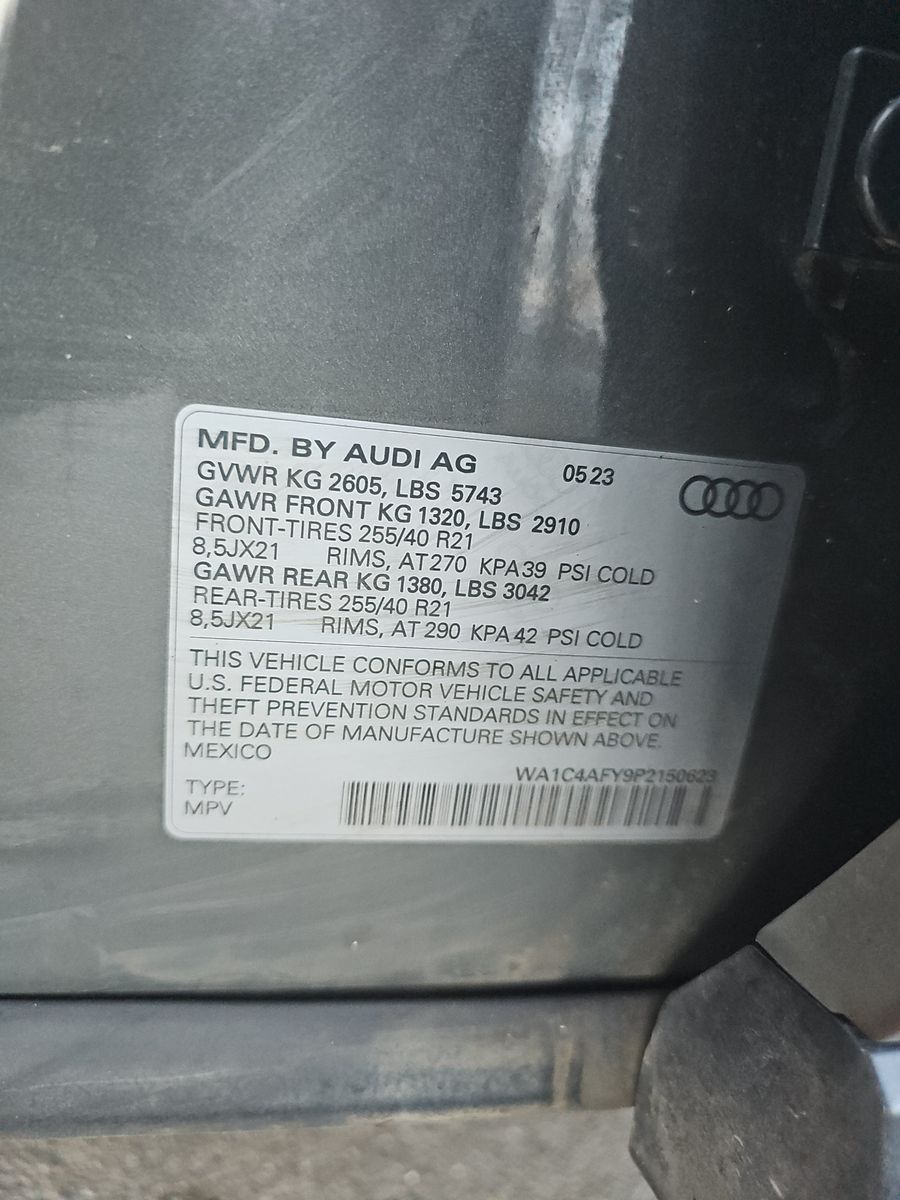 MFD. BY AUDI AG 05 23
GVWR KG 2605, LBS 5743
GAWR FRONT KG 1320, LBS 2910
FRONT-TIRES 255/40 R21
8,5JX21 RIMS, AT 270 KPA 39 PSI COLD
GAWR REAR KG 1380, LBS 3042
REAR-TIRES 255/40 R21
8,5JX21 RIMS, AT 290 KPA 42 PSI COLD
THIS VEHICLE CONFORMS TO ALL APPLICABLE
U.S. FEDERAL MOTOR VEHICLE SAFETY AND
THEFT PREVENTION STANDARDS IN EFFECT ON
THE DATE OF MANUFACTURE SHOWN ABOVE.
MEXICO
WA1C4AFY9P2150623
TYPE:
MPV